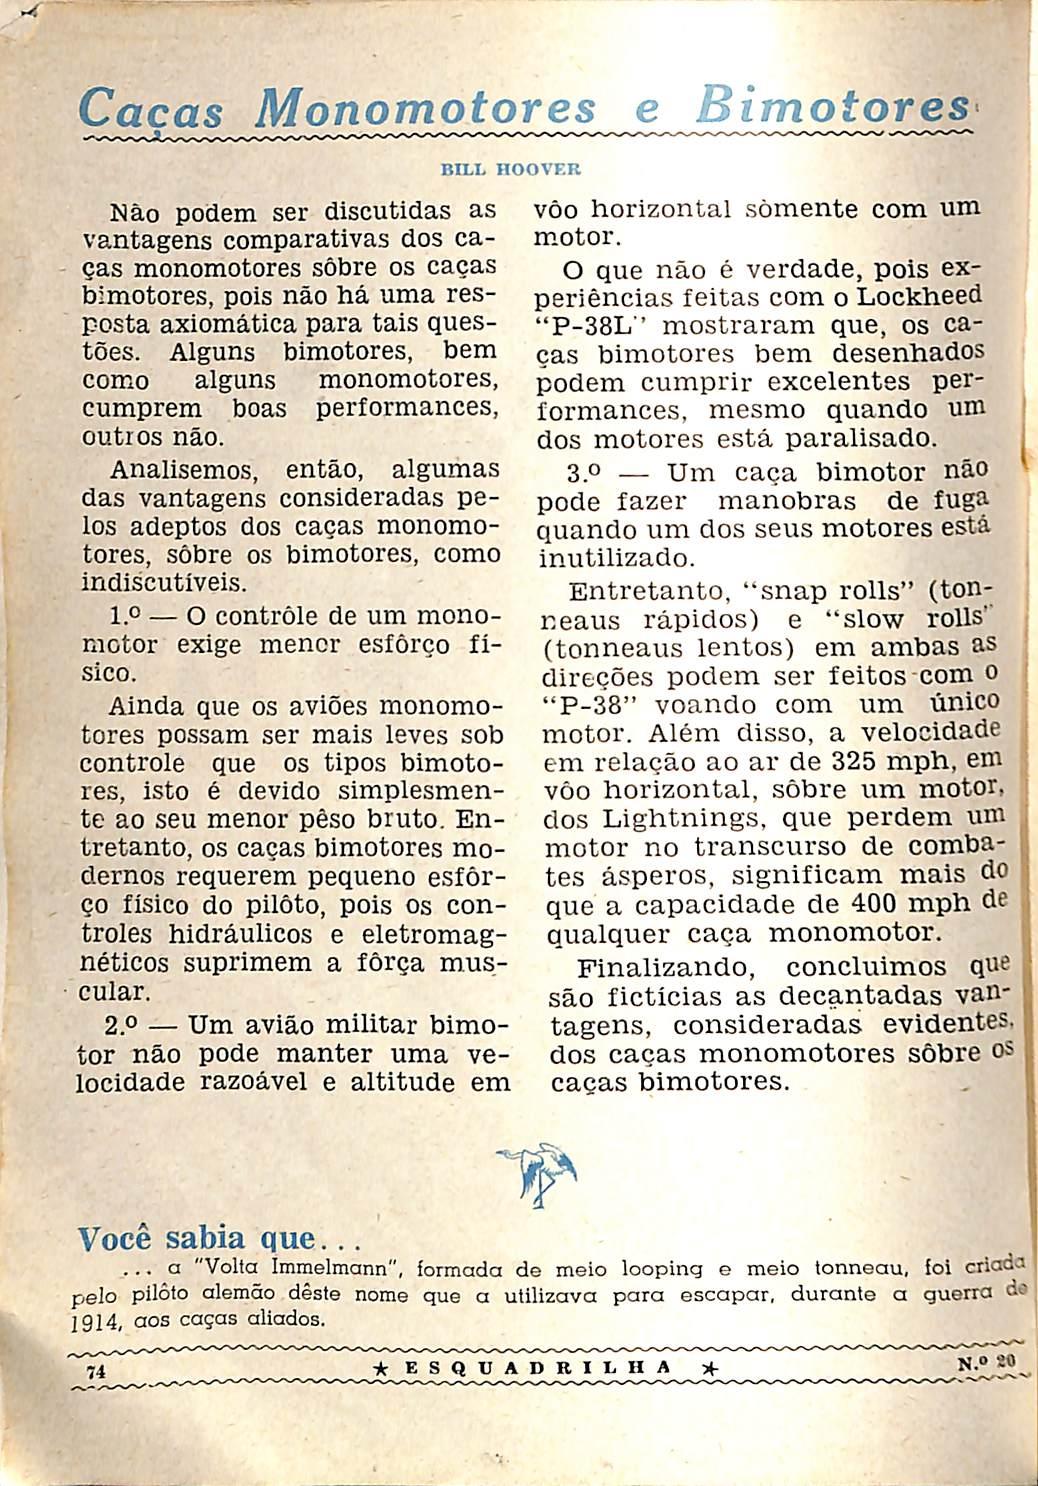 Caças Monomotores e Bimotores
BILL HOOVER
Não podem ser discutidas as
vantagens comparativas dos ca-
ças monomotores sôbre os caças
bimotores, pois não há uma res-
posta axiomática para tais ques-
tões. Alguns bimotores, bem
como alguns monomotores,
cumprem boas performances,
outros não.
Analisemos, então, algumas
das vantagens consideradas pe-
los adeptos dos caças monomo-
tores, sôbre os bimotores, como
indiscutíveis.
1.º — O contrôle de um mono-
motor exige menor esfôrço fí-
sico.
Ainda que os aviões monomo-
tores possam ser mais leves sob
controle que os tipos bimoto-
res, isto é devido simplesmen-
te ao seu menor pêso bruto. En-
tretanto, os caças bimotores mo-
dernos requerem pequeno esfôr-
ço físico do pilôto, pois os con-
troles hidráulicos e eletromag-
néticos suprimem a fôrça mus-
cular.
2.º — Um avião militar bimo-
tor não pode manter uma ve-
locidade razoável e altitude em
vôo horizontal sòmente com um
motor.
O que não é verdade, pois ex-
periências feitas com o Lockheed
“P-38L” mostraram que, os ca-
ças bimotores bem desenhados
podem cumprir excelentes per-
formances, mesmo quando um
dos motores está paralisado.
3.º — Um caça bimotor não
pode fazer manobras de fuga
quando um dos seus motores está
inutilizado.
Entretanto, “snap rolls” (ton-
neaus rápidos) e “slow rolls”
(tonneaus lentos) em ambas as
direções podem ser feitos com o
“P-38” voando com um único
motor. Além disso, a velocidade
em relação ao ar de 325 mph, em
vôo horizontal, sôbre um motor,
dos Lightnings, que perdem um
motor no transcurso de comba-
tes ásperos, significam mais do
que a capacidade de 400 mph de
qualquer caça monomotor.
Finalizando, concluimos que
são fictícias as decantadas van-
tagens, consideradas evidentes,
dos caças monomotores sôbre os
caças bimotores.
Você sabia que...
... a "Volta Immelmann", formada de meio looping e meio tonneau, foi criada
pelo pilôto alemão dêste nome que a utilizava para escapar, durante a guerra de
1914, aos caças aliados.
74 ★ ESQUADRILHA ★ N.º 20